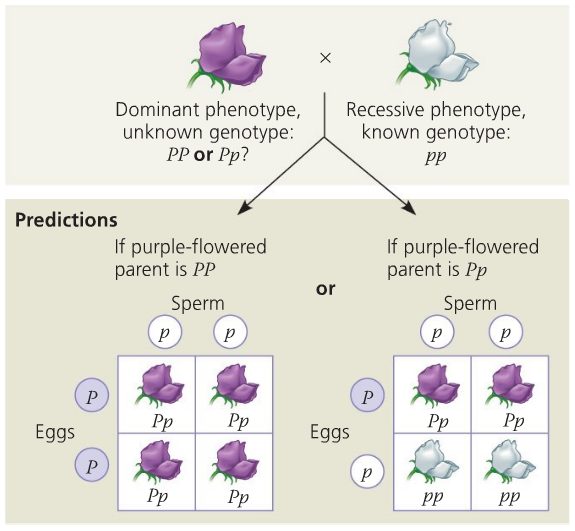 ×
Dominant phenotype,
unknown genotype:
PP or Pp?
Recessive phenotype,
known genotype:
pp
Predictions
If purple-flowered
parent is PP
Sperm
p p
P
Eggs
P
Pp Pp
Pp Pp
or
If purple-flowered
parent is Pp
Sperm
p p
P
Eggs
p
Pp Pp
pp pp